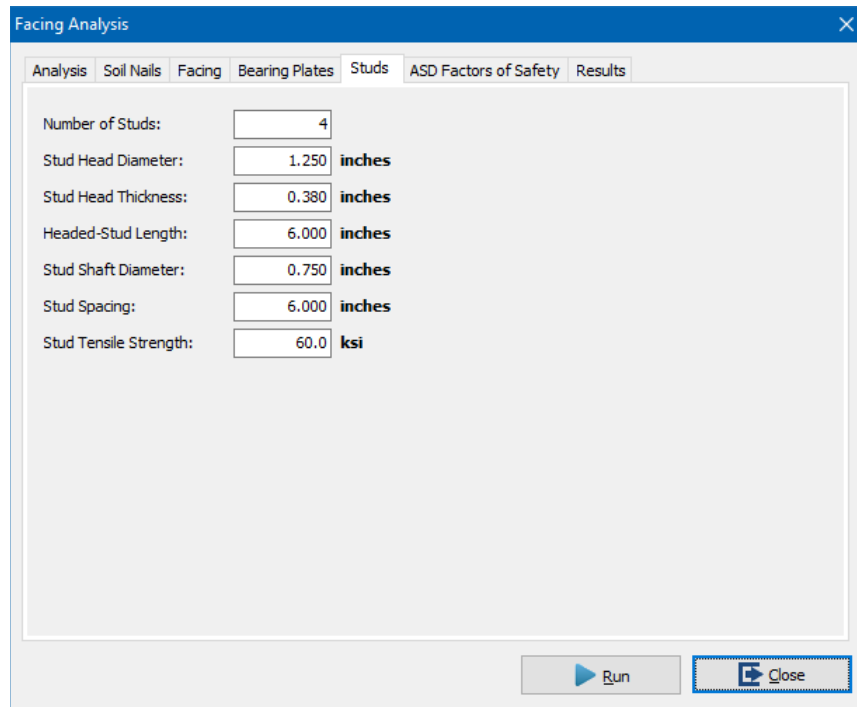 Facing Analysis
Analysis Soil Nails Facing Bearing Plates Studs ASD Factors of Safety Results
Number of Studs: 4
Stud Head Diameter: 1.250 inches
Stud Head Thickness: 0.380 inches
Headed-Stud Length: 6.000 inches
Stud Shaft Diameter: 0.750 inches
Stud Spacing: 6.000 inches
Stud Tensile Strength: 60.0 ksi
Run Close